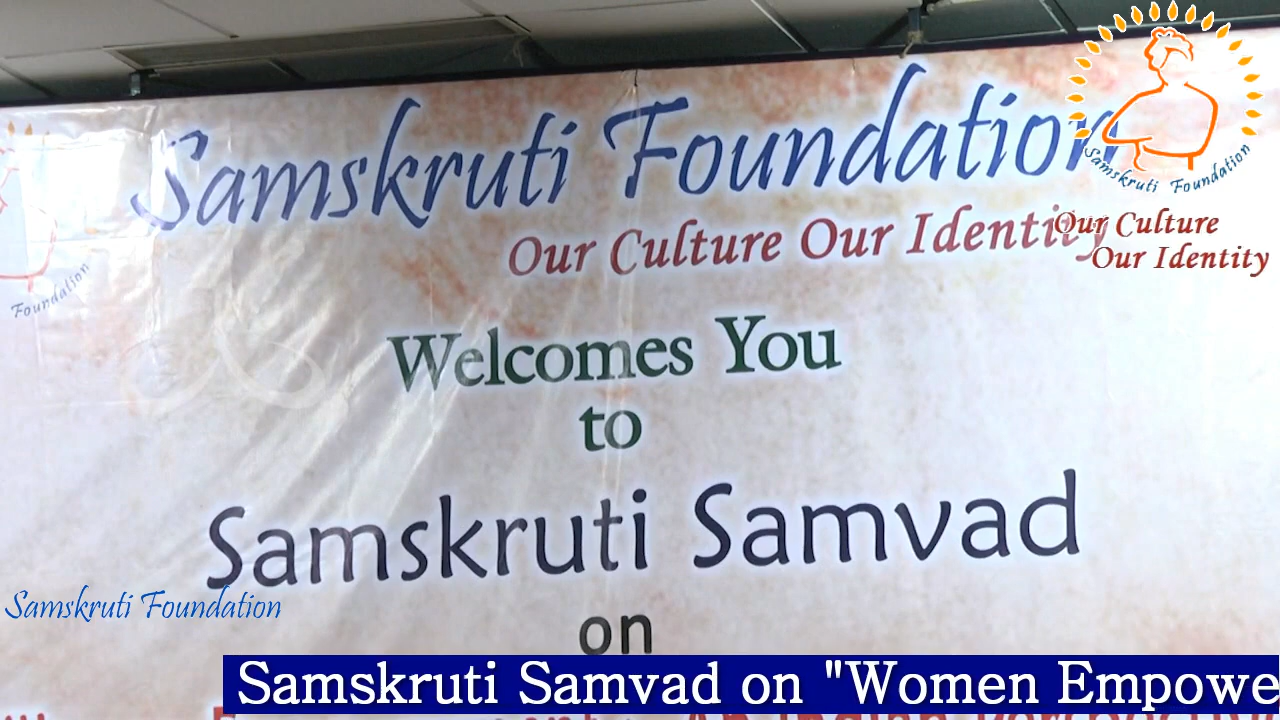 Samskruti Foundation
Our Culture Our Identity
Samskruti Foundation
Our Culture
Our Identity
Foundation
Welcomes You
to
Samskruti Samvad
Samskruti Foundation
on
Samskruti Samvad on "Women Empowe